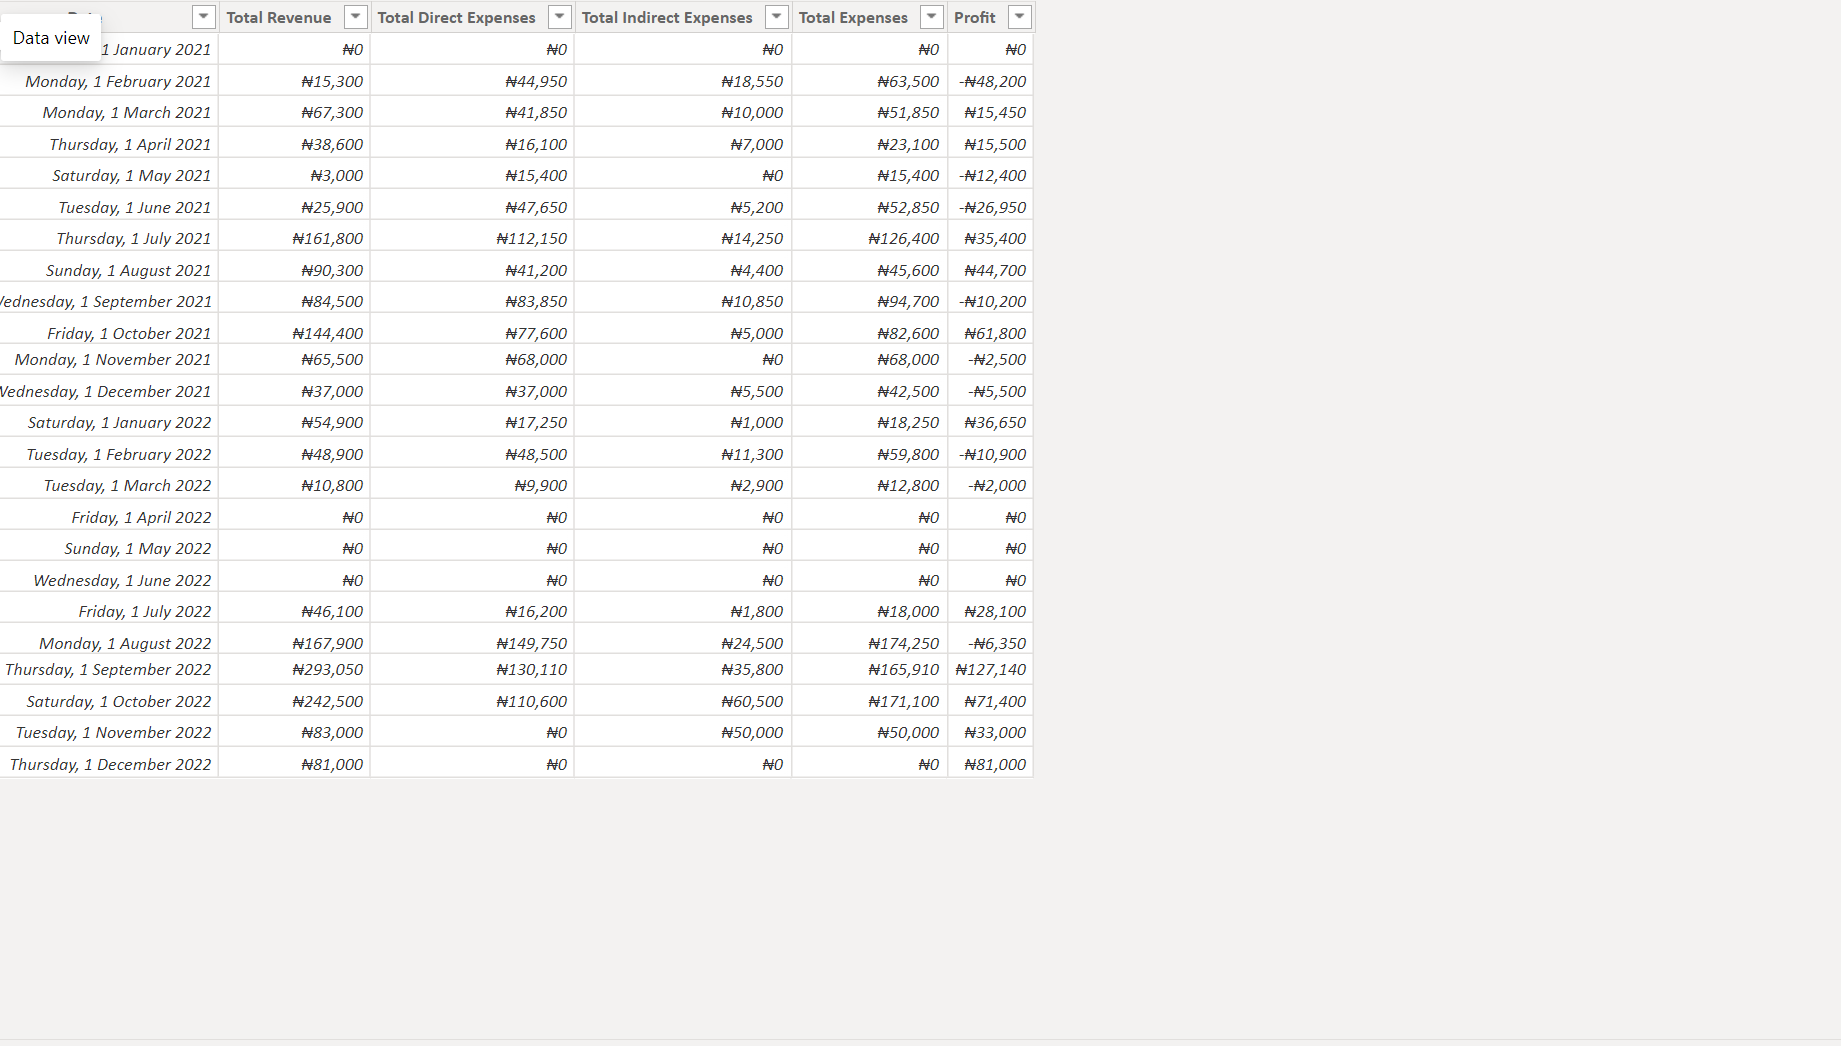 Total Revenue Total Direct Expenses Total Indirect Expenses Total Expenses Profit
Data view
1 January 2021 ₦0 ₦0 ₦0 ₦0 ₦0
Monday, 1 February 2021 ₦15,300 ₦44,950 ₦18,550 ₦63,500 -₦48,200
Monday, 1 March 2021 ₦67,300 ₦41,850 ₦10,000 ₦51,850 ₦15,450
Thursday, 1 April 2021 ₦38,600 ₦16,100 ₦7,000 ₦23,100 ₦15,500
Saturday, 1 May 2021 ₦3,000 ₦15,400 ₦0 ₦15,400 -₦12,400
Tuesday, 1 June 2021 ₦25,900 ₦47,650 ₦5,200 ₦52,850 -₦26,950
Thursday, 1 July 2021 ₦161,800 ₦112,150 ₦14,250 ₦126,400 ₦35,400
Sunday, 1 August 2021 ₦90,300 ₦41,200 ₦4,400 ₦45,600 ₦44,700
ednesday, 1 September 2021 ₦84,500 ₦83,850 ₦10,850 ₦94,700 -₦10,200
Friday, 1 October 2021 ₦144,400 ₦77,600 ₦5,000 ₦82,600 ₦61,800
Monday, 1 November 2021 ₦65,500 ₦68,000 ₦0 ₦68,000 -₦2,500
Wednesday, 1 December 2021 ₦37,000 ₦37,000 ₦5,500 ₦42,500 -₦5,500
Saturday, 1 January 2022 ₦54,900 ₦17,250 ₦1,000 ₦18,250 ₦36,650
Tuesday, 1 February 2022 ₦48,900 ₦48,500 ₦11,300 ₦59,800 -₦10,900
Tuesday, 1 March 2022 ₦10,800 ₦9,900 ₦2,900 ₦12,800 -₦2,000
Friday, 1 April 2022 ₦0 ₦0 ₦0 ₦0 ₦0
Sunday, 1 May 2022 ₦0 ₦0 ₦0 ₦0 ₦0
Wednesday, 1 June 2022 ₦0 ₦0 ₦0 ₦0 ₦0
Friday, 1 July 2022 ₦46,100 ₦16,200 ₦1,800 ₦18,000 ₦28,100
Monday, 1 August 2022 ₦167,900 ₦149,750 ₦24,500 ₦174,250 -₦6,350
Thursday, 1 September 2022 ₦293,050 ₦130,110 ₦35,800 ₦165,910 ₦127,140
Saturday, 1 October 2022 ₦242,500 ₦110,600 ₦60,500 ₦171,100 ₦71,400
Tuesday, 1 November 2022 ₦83,000 ₦0 ₦50,000 ₦50,000 ₦33,000
Thursday, 1 December 2022 ₦81,000 ₦0 ₦0 ₦0 ₦81,000